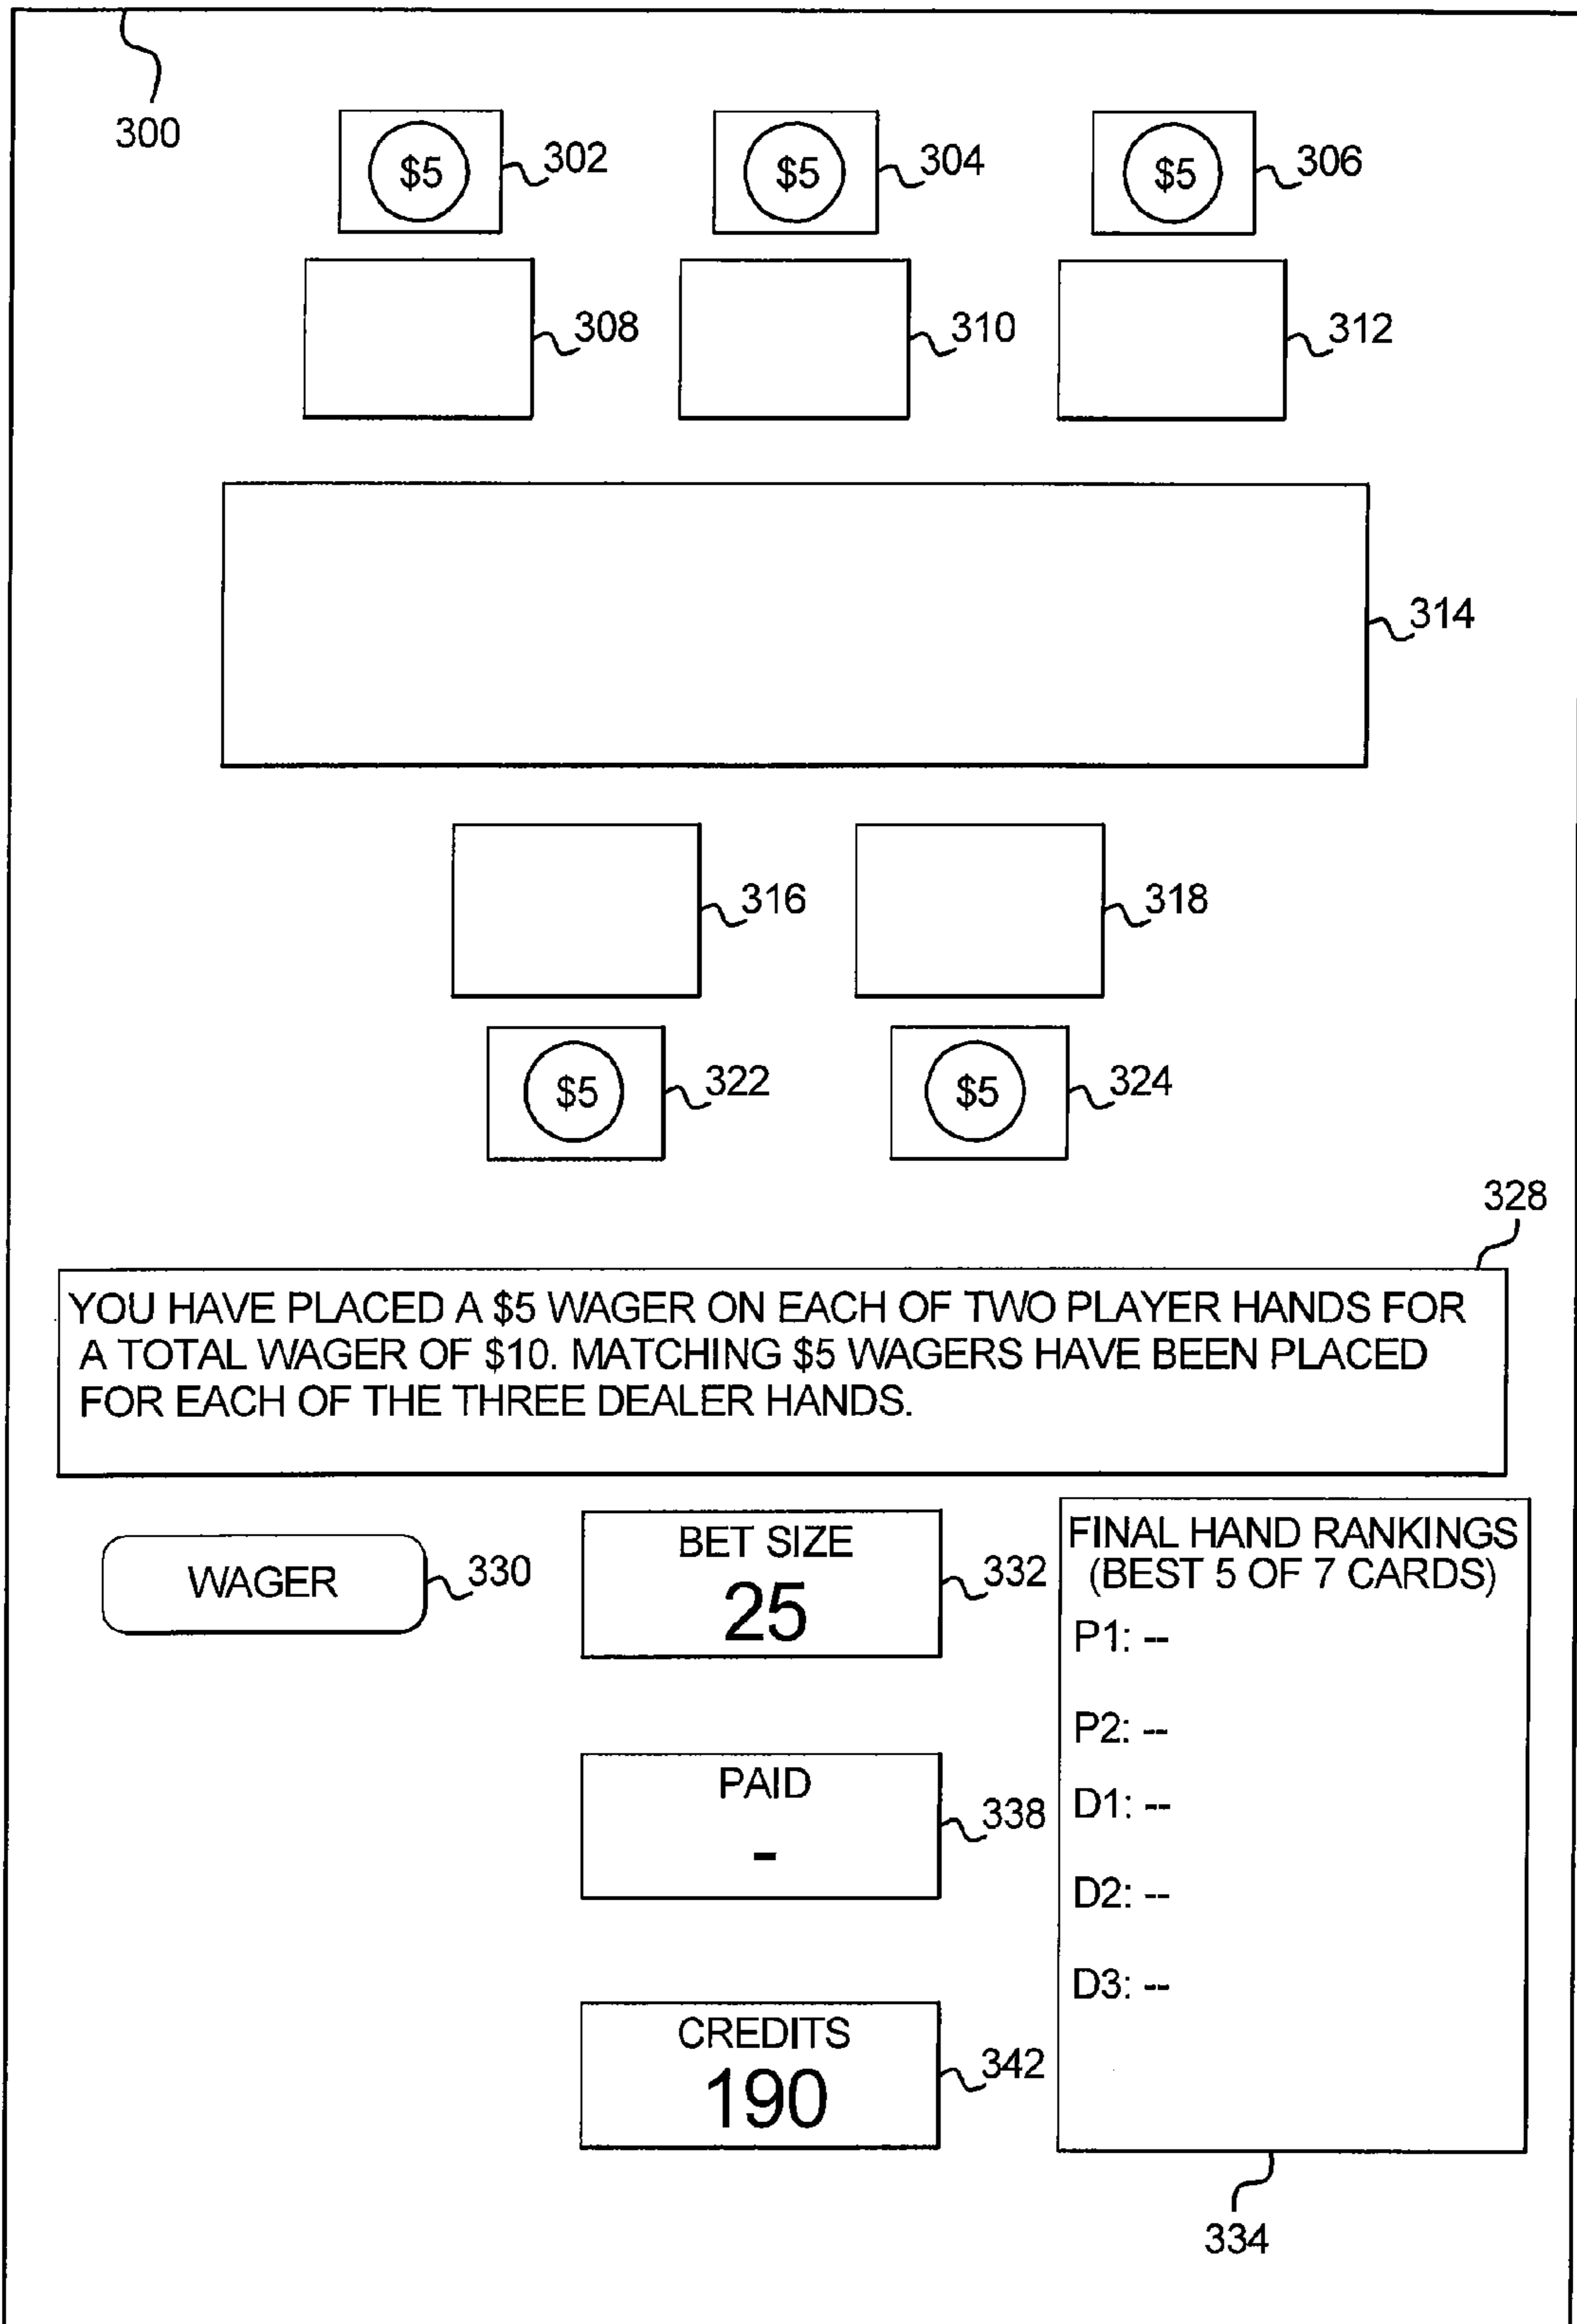 300
$5
302
$5
304
$5
306
308
310
312
314
316
318
$5
322
$5
324
328
YOU HAVE PLACED A $5 WAGER ON EACH OF TWO PLAYER HANDS FOR
A TOTAL WAGER OF $10. MATCHING $5 WAGERS HAVE BEEN PLACED
FOR EACH OF THE THREE DEALER HANDS.
WAGER
330
BET SIZE
25
332
PAID
-
338
CREDITS
190
342
FINAL HAND RANKINGS
(BEST 5 OF 7 CARDS)
P1: --
P2: --
D1: --
D2: --
D3: --
334